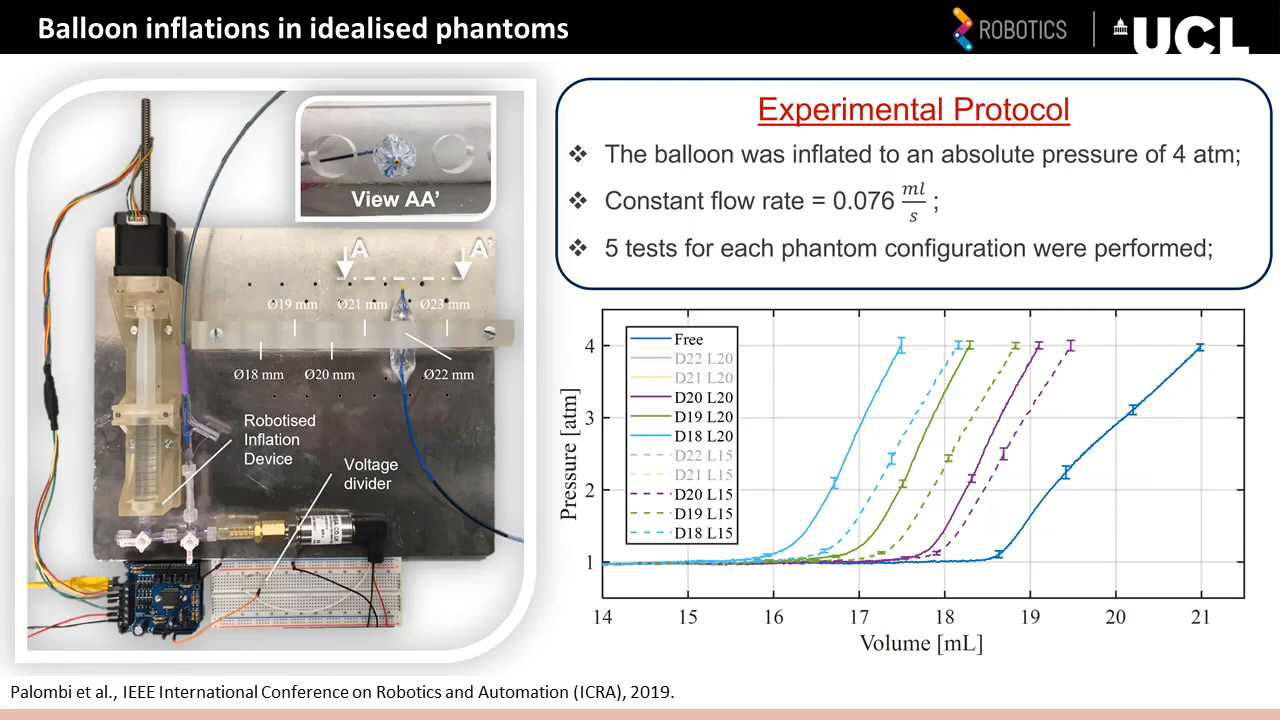 Balloon inflations in idealised phantoms
ROBOTICS
UCL
View AA’
A
A’
Ø19 mm
Ø21 mm
Ø23 mm
Ø18 mm
Ø20 mm
Ø22 mm
Robotised
Inflation
Device
Voltage
divider
Experimental Protocol
❖ The balloon was inflated to an absolute pressure of 4 atm;
❖ Constant flow rate = 0.076 ml/s ;
❖ 5 tests for each phantom configuration were performed;
Free
D22 L20
D21 L20
D20 L20
D19 L20
D18 L20
D22 L15
D21 L15
D20 L15
D19 L15
D18 L15
Pressure [atm]
4
3
2
1
14 15 16 17 18 19 20 21
Volume [mL]
Palombi et al., IEEE International Conference on Robotics and Automation (ICRA), 2019.